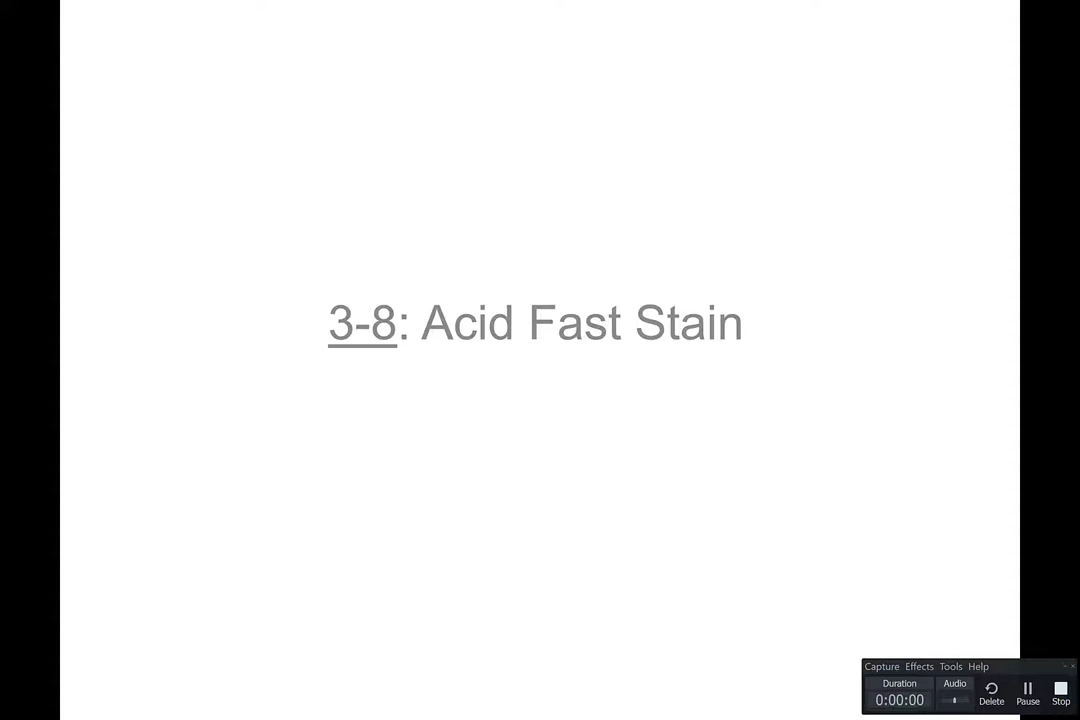 3-8: Acid Fast Stain
Capture Effects Tools Help
Duration Audio
0:00:00 Delete Pause Stop